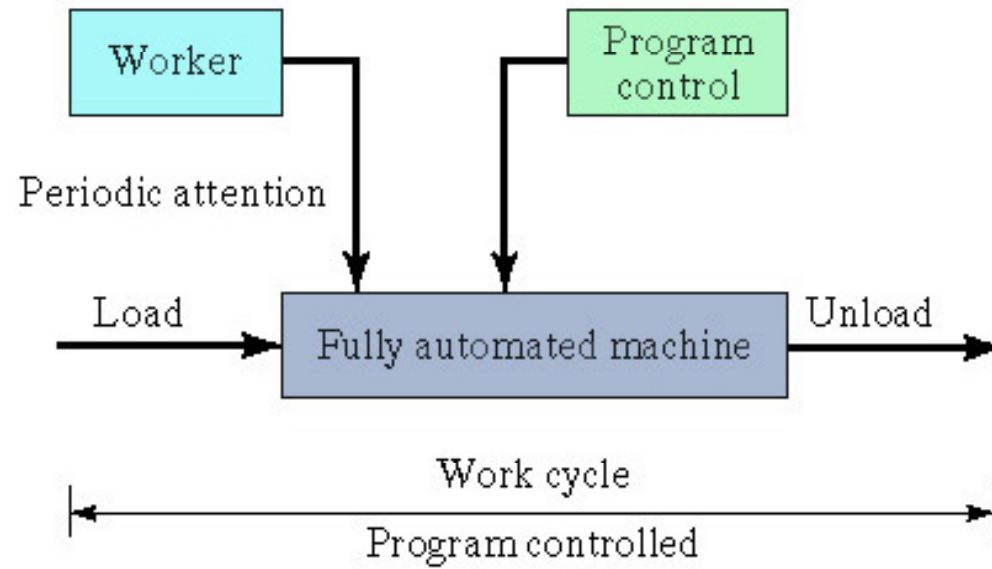 Worker
Program
control
Periodic attention
Load
Fully automated machine
Unload
Work cycle
Program controlled